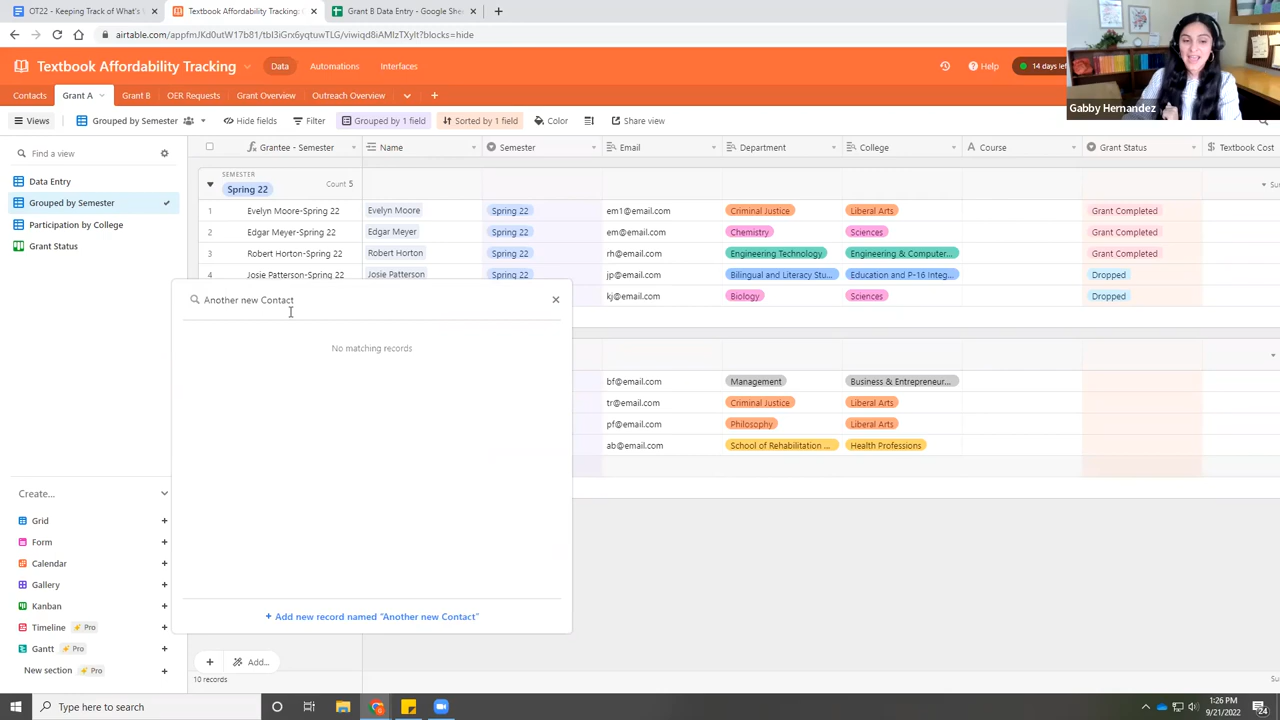 OT22 - Keeping Track of What's
Textbook Affordability Tracking:
Grant B Data Entry - Google She
airtable.com/appfmJKd0utW17b81/tbl3iGrx6yqtuwTLG/viwiqd8iAMIzTXylt?blocks=hide
Textbook Affordability Tracking
Data
Automations
Interfaces
Help
14 days left
Gabby Hernandez
Contacts
Grant A
Grant B
OER Requests
Grant Overview
Outreach Overview
Views
Grouped by Semester
Hide fields
Filter
Grouped by 1 field
Sorted by 1 field
Color
Share view
Find a view
Data Entry
Grouped by Semester
Participation by College
Grant Status
Grantee - Semester Name Semester Email Department College Course Grant Status Textbook Cost
SEMESTER
Spring 22 Count 5 Su
1 Evelyn Moore-Spring 22 Evelyn Moore Spring 22 em1@email.com Criminal Justice Liberal Arts Grant Completed
2 Edgar Meyer-Spring 22 Edgar Meyer Spring 22 em@email.com Chemistry Sciences Grant Completed
3 Robert Horton-Spring 22 Robert Horton Spring 22 rh@email.com Engineering Technology Engineering & Computer... Grant Completed
4 Josie Patterson-Spring 22 Josie Patterson Spring 22 jp@email.com Bilingual and Literacy Stu... Education and P-16 Integ... Dropped
kj@email.com Biology Sciences Dropped
Another new Contact
No matching records
+ Add new record named "Another new Contact"
bf@email.com Management Business & Entrepreneur...
tr@email.com Criminal Justice Liberal Arts
pf@email.com Philosophy Liberal Arts
ab@email.com School of Rehabilitation ... Health Professions
Create...
Grid +
Form +
Calendar +
Gallery +
Kanban +
Timeline Pro +
Gantt Pro +
New section Pro +
+ Add...
10 records
Su
Type here to search
1:26 PM
9/21/2022
24